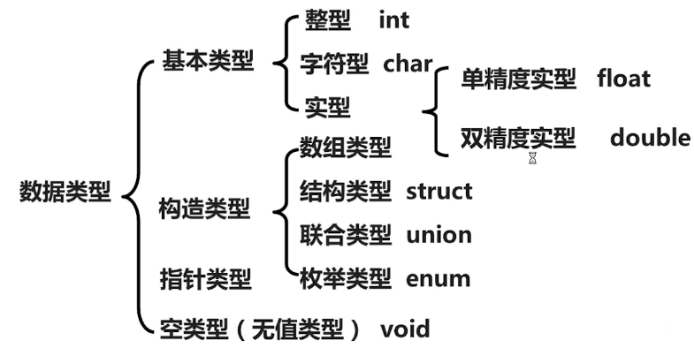 数据类型
基本类型
整型 int
字符型 char
实型
单精度实型 float
双精度实型 double
构造类型
数组类型
结构类型 struct
联合类型 union
枚举类型 enum
指针类型
空类型（无值类型） void